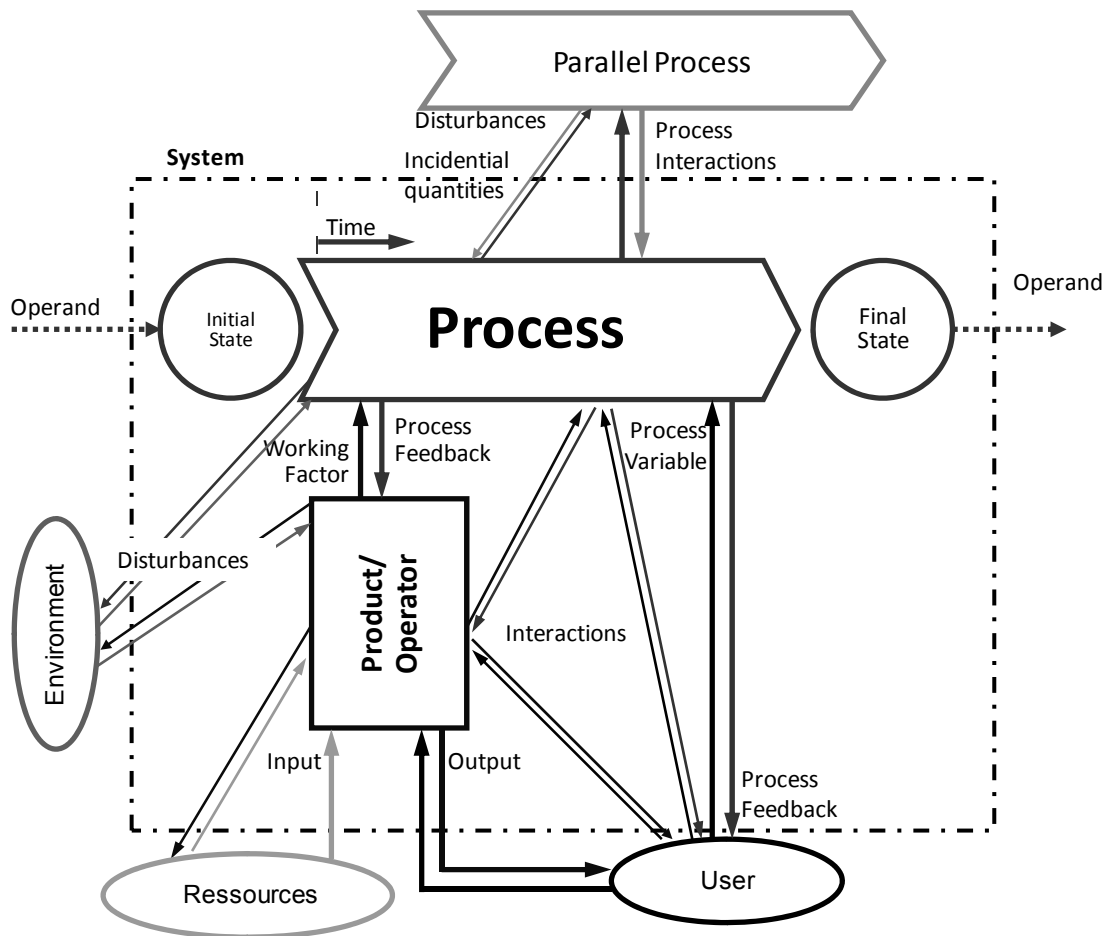 Parallel Process
Disturbances
Process
Interactions
Incidential
quantities
System
Time
Operand
Initial
State
Process
Final
State
Operand
Working
Factor
Process
Feedback
Process
Variable
Disturbances
Environment
Product/
Operator
Interactions
Input
Output
Process
Feedback
Ressources
User